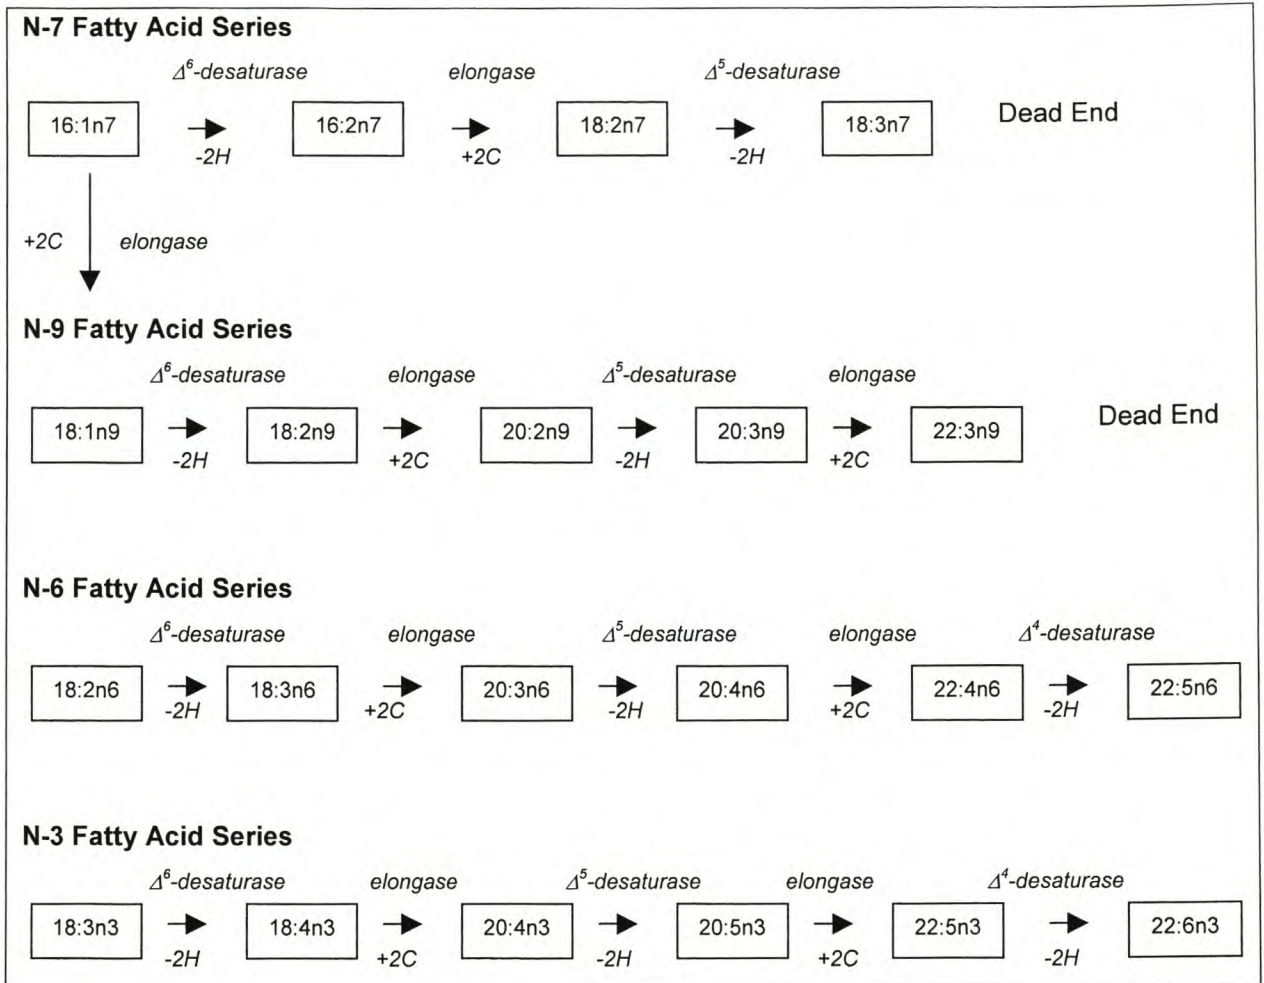 N-7 Fatty Acid Series
Δ⁶-desaturase elongase Δ⁵-desaturase
16:1n7 16:2n7 18:2n7 18:3n7 Dead End
-2H +2C -2H
+2C elongase
N-9 Fatty Acid Series
Δ⁶-desaturase elongase Δ⁵-desaturase elongase
18:1n9 18:2n9 20:2n9 20:3n9 22:3n9 Dead End
-2H +2C -2H +2C
N-6 Fatty Acid Series
Δ⁶-desaturase elongase Δ⁵-desaturase elongase Δ⁴-desaturase
18:2n6 18:3n6 20:3n6 20:4n6 22:4n6 22:5n6
-2H +2C -2H +2C -2H
N-3 Fatty Acid Series
Δ⁶-desaturase elongase Δ⁵-desaturase elongase Δ⁴-desaturase
18:3n3 18:4n3 20:4n3 20:5n3 22:5n3 22:6n3
-2H +2C -2H +2C -2H